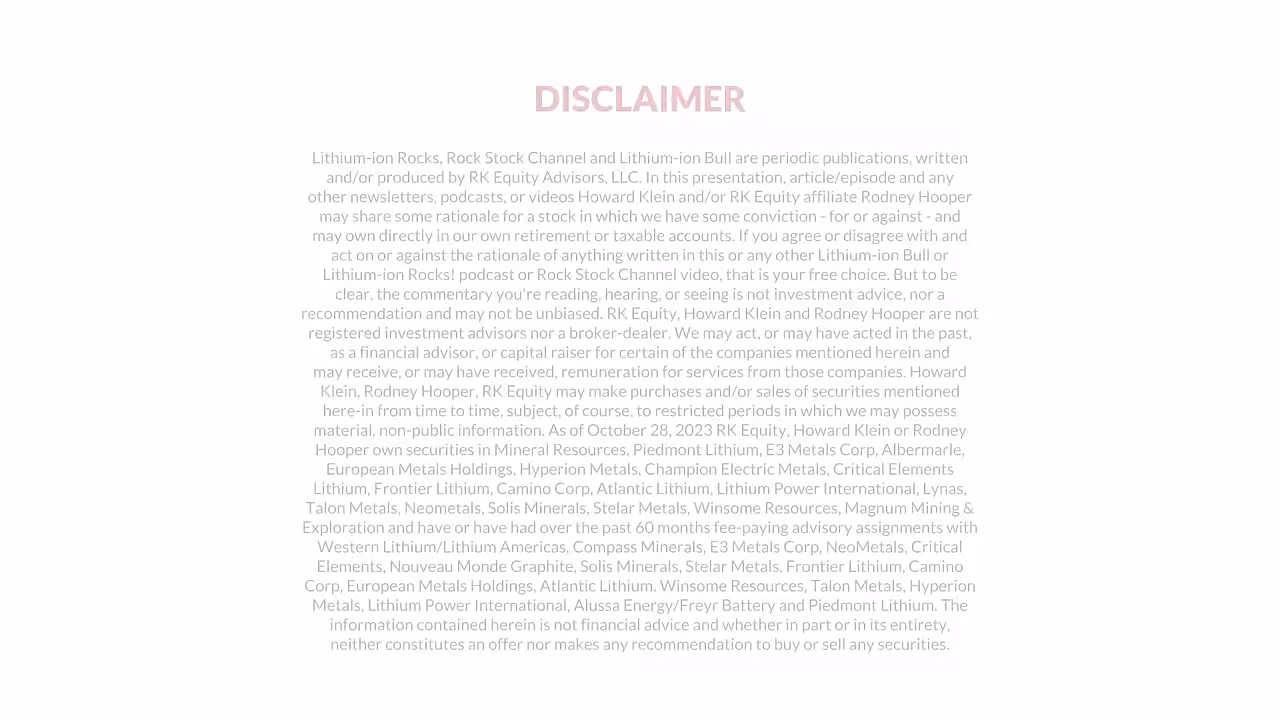 DISCLAIMER
Lithium-ion Rocks, Rock Stock Channel and Lithium-ion Bull are periodic publications, written
and/or produced by RK Equity Advisors, LLC. In this presentation, article/episode and any
other newsletters, podcasts, or videos Howard Klein and/or RK Equity affiliate Rodney Hooper
may share some rationale for a stock in which we have some conviction - for or against - and
may own directly in our own retirement or taxable accounts. If you agree or disagree with and
act on or against the rationale of anything written in this or any other Lithium-ion Bull or
Lithium-ion Rocks! podcast or Rock Stock Channel video, that is your free choice. But to be
clear, the commentary you're reading, hearing, or seeing is not investment advice, nor a
recommendation and may not be unbiased. RK Equity, Howard Klein and Rodney Hooper are not
registered investment advisors nor a broker-dealer. We may act, or may have acted in the past,
as a financial advisor, or capital raiser for certain of the companies mentioned herein and
may receive, or may have received, remuneration for services from those companies. Howard
Klein, Rodney Hooper, RK Equity may make purchases and/or sales of securities mentioned
here-in from time to time, subject, of course, to restricted periods in which we may possess
material, non-public information. As of October 28, 2023 RK Equity, Howard Klein or Rodney
Hooper own securities in Mineral Resources, Piedmont Lithium, E3 Metals Corp, Albermarle,
European Metals Holdings, Hyperion Metals, Champion Electric Metals, Critical Elements
Lithium, Frontier Lithium, Camino Corp, Atlantic Lithium, Lithium Power International, Lynas,
Talon Metals, Neometals, Solis Minerals, Stelar Metals, Winsome Resources, Magnum Mining &
Exploration and have or have had over the past 60 months fee-paying advisory assignments with
Western Lithium/Lithium Americas, Compass Minerals, E3 Metals Corp, NeoMetals, Critical
Elements, Nouveau Monde Graphite, Solis Minerals, Stelar Metals, Frontier Lithium, Camino
Corp, European Metals Holdings, Atlantic Lithium. Winsome Resources, Talon Metals, Hyperion
Metals, Lithium Power International, Alussa Energy/Freyr Battery and Piedmont Lithium. The
information contained herein is not financial advice and whether in part or in its entirety,
neither constitutes an offer nor makes any recommendation to buy or sell any securities.